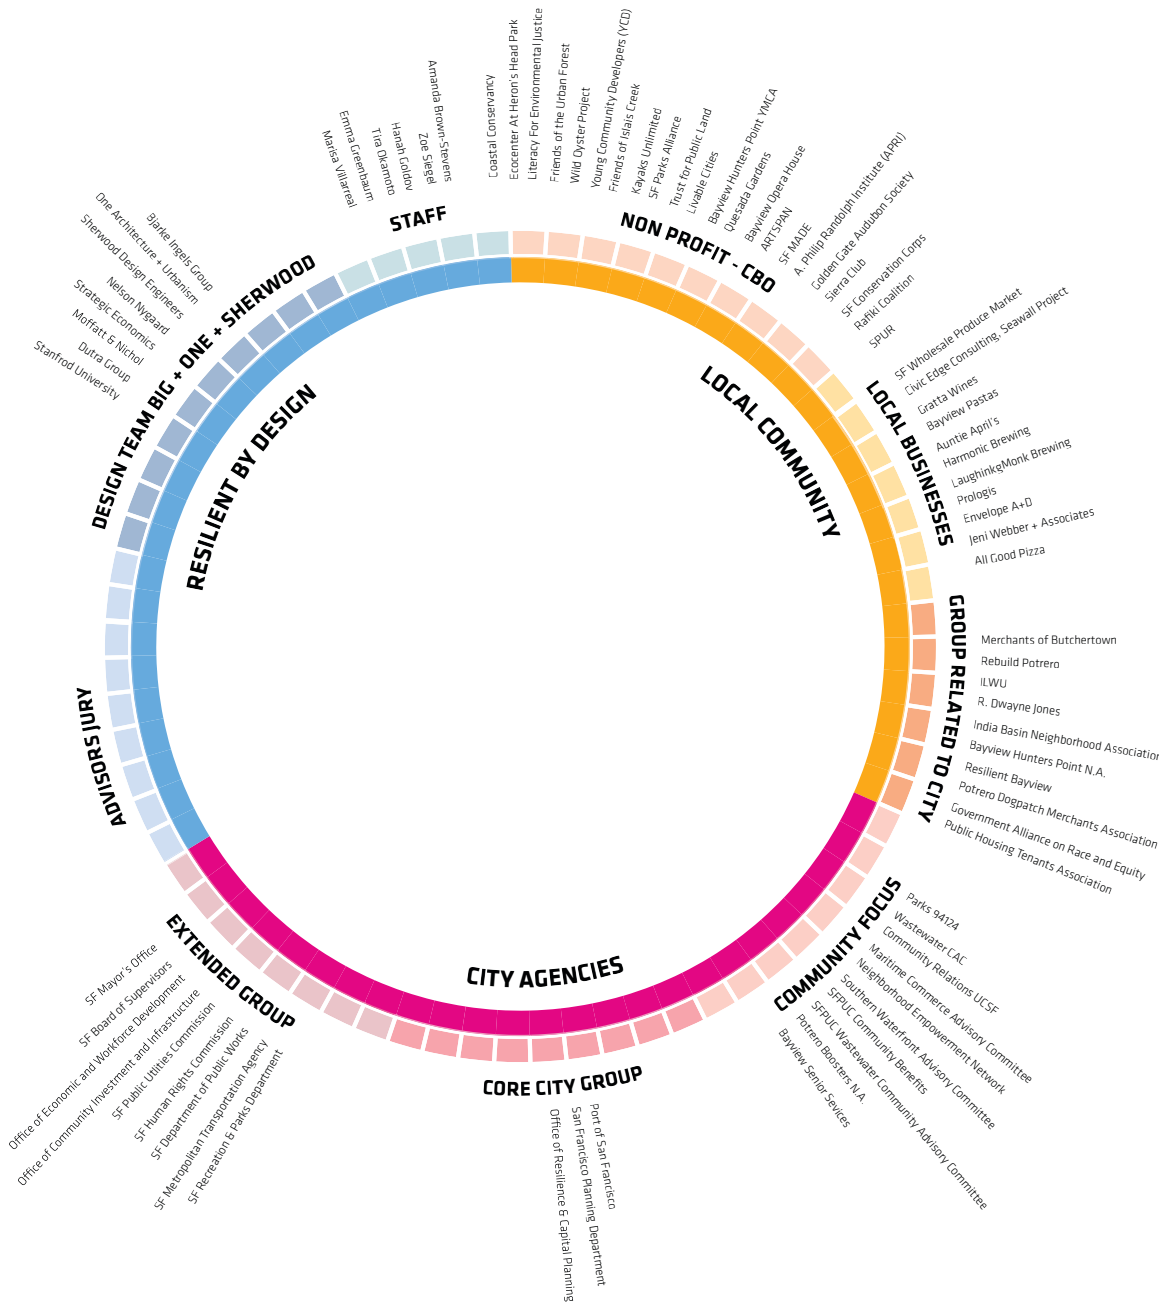 STAFF
Marisa Villarreal
Emma Greenbaum
Tira Okamoto
Hanah Goldov
Zoe Siegel
Amanda Brown-Stevens
NON PROFIT - CBO
Coastal Conservancy
Ecocenter At Heron's Head Park
Literacy For Environmental Justice
Friends of the Urban Forest
Wild Oyster Project
Young Community Developers (YCD)
Friends of Islais Creek
Kayaks Unlimited
SF Parks Alliance
Trust for Public Land
Livable Cities
Bayview Hunters Point YMCA
Quesada Gardens
Bayview Opera House
ARTSPAN
SF MADE
A. Philip Randolph Institute (APRI)
Golden Gate Audubon Society
Sierra Club
SF Conservation Corps
Rafiki Coalition
SPUR
LOCAL BUSINESSES
SF Wholesale Produce Market
Civic Edge Consulting, Seawall Project
Gratta Wines
Bayview Pastas
Auntie April's
Harmonic Brewing
LaughinkgMonk Brewing
Prologis
Envelope A+D
Jeni Webber + Associates
All Good Pizza
GROUP RELATED TO CITY
Merchants of Butchertown
Rebuild Potrero
ILWU
R. Dwayne Jones
India Basin Neighborhood Association
Bayview Hunters Point N.A.
Resilient Bayview
Potrero Dogpatch Merchants Association
Government Alliance on Race and Equity
Public Housing Tenants Association
COMMUNITY FOCUS
Parks 94124
Wastewater CAC
Community Relations UCSF
Maritime Commerce Advisory Committee
Neighborhood Empowerment Network
Southern Waterfront Advisory Committee
SFPUC Community Benefits
SFPUC Wastewater Community Advisory Committee
Potrero Boosters N.A.
Bayview Senior Sevices
CORE CITY GROUP
Port of San Francisco
San Francisco Planning Department
Office of Resilience & Capital Planning
EXTENDED GROUP
SF Recreation & Parks Department
SF Metropolitan Transportation Agency
SF Department of Public Works
SF Human Rights Commission
SF Public Utilties Commission
Office of Community Investment and Infrastructure
Office of Economic and Workforce Development
SF Board of Supervisors
SF Mayor's Office
ADVISORS JURY
DESIGN TEAM BIG + ONE + SHERWOOD
Stanfrod University
Dutra Group
Moffatt & Nichol
Strategic Economics
Nelson Nygaard
Sherwood Design Engineers
One Architecture + Urbanism
Bjarke Ingels Group
RESILIENT BY DESIGN
LOCAL COMMUNITY
CITY AGENCIES